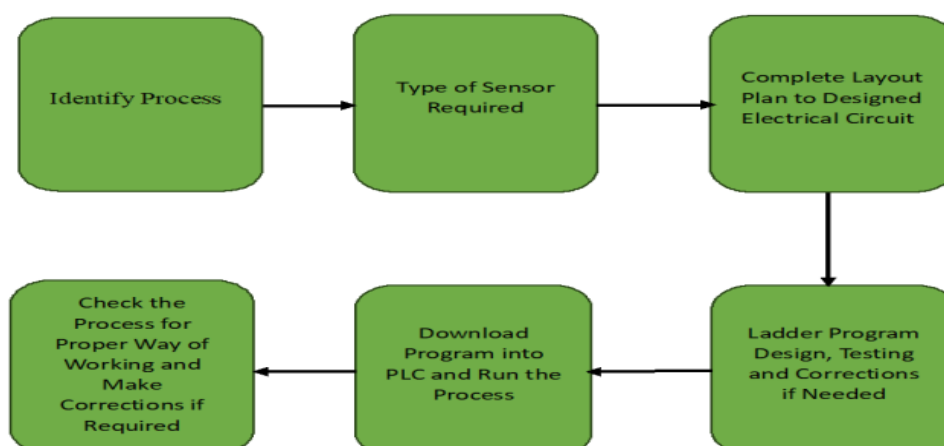 Identify Process
Type of Sensor
Required
Complete Layout
Plan to Designed
Electrical Circuit
Ladder Program
Design, Testing
and Corrections
if Needed
Download
Program into
PLC and Run the
Process
Check the
Process for
Proper Way of
Working and
Make
Corrections if
Required